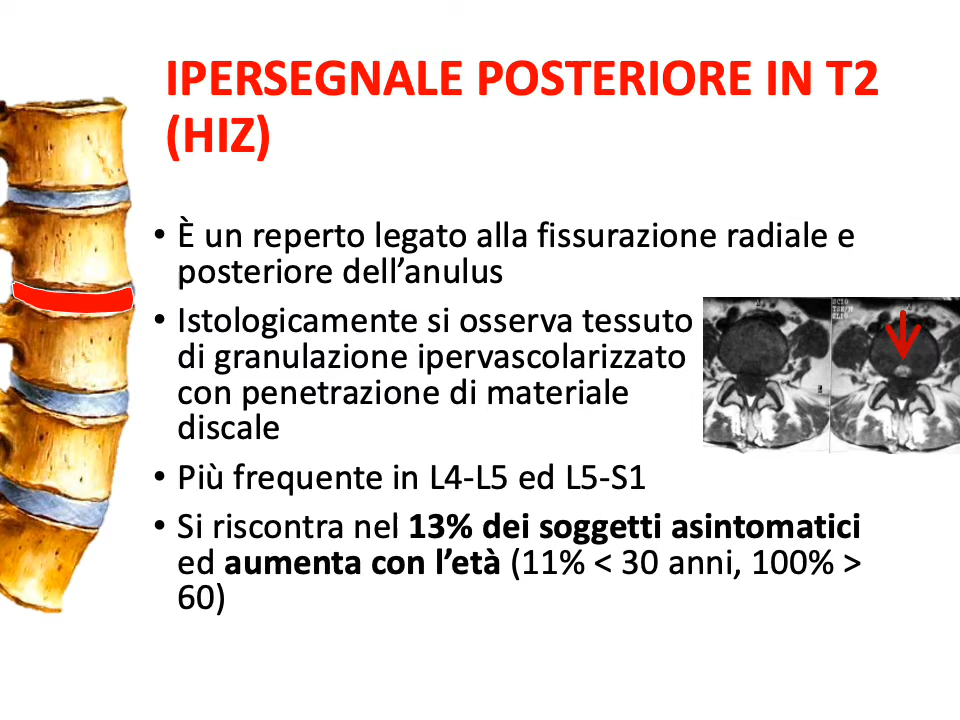 IPERSEGNALE POSTERIORE IN T2
(HIZ)
• È un reperto legato alla fissurazione radiale e
posteriore dell’anulus
• Istologicamente si osserva tessuto
di granulazione ipervascolarizzato
con penetrazione di materiale
discale
• Più frequente in L4-L5 ed L5-S1
• Si riscontra nel 13% dei soggetti asintomatici
ed aumenta con l’età (11% < 30 anni, 100% >
60)